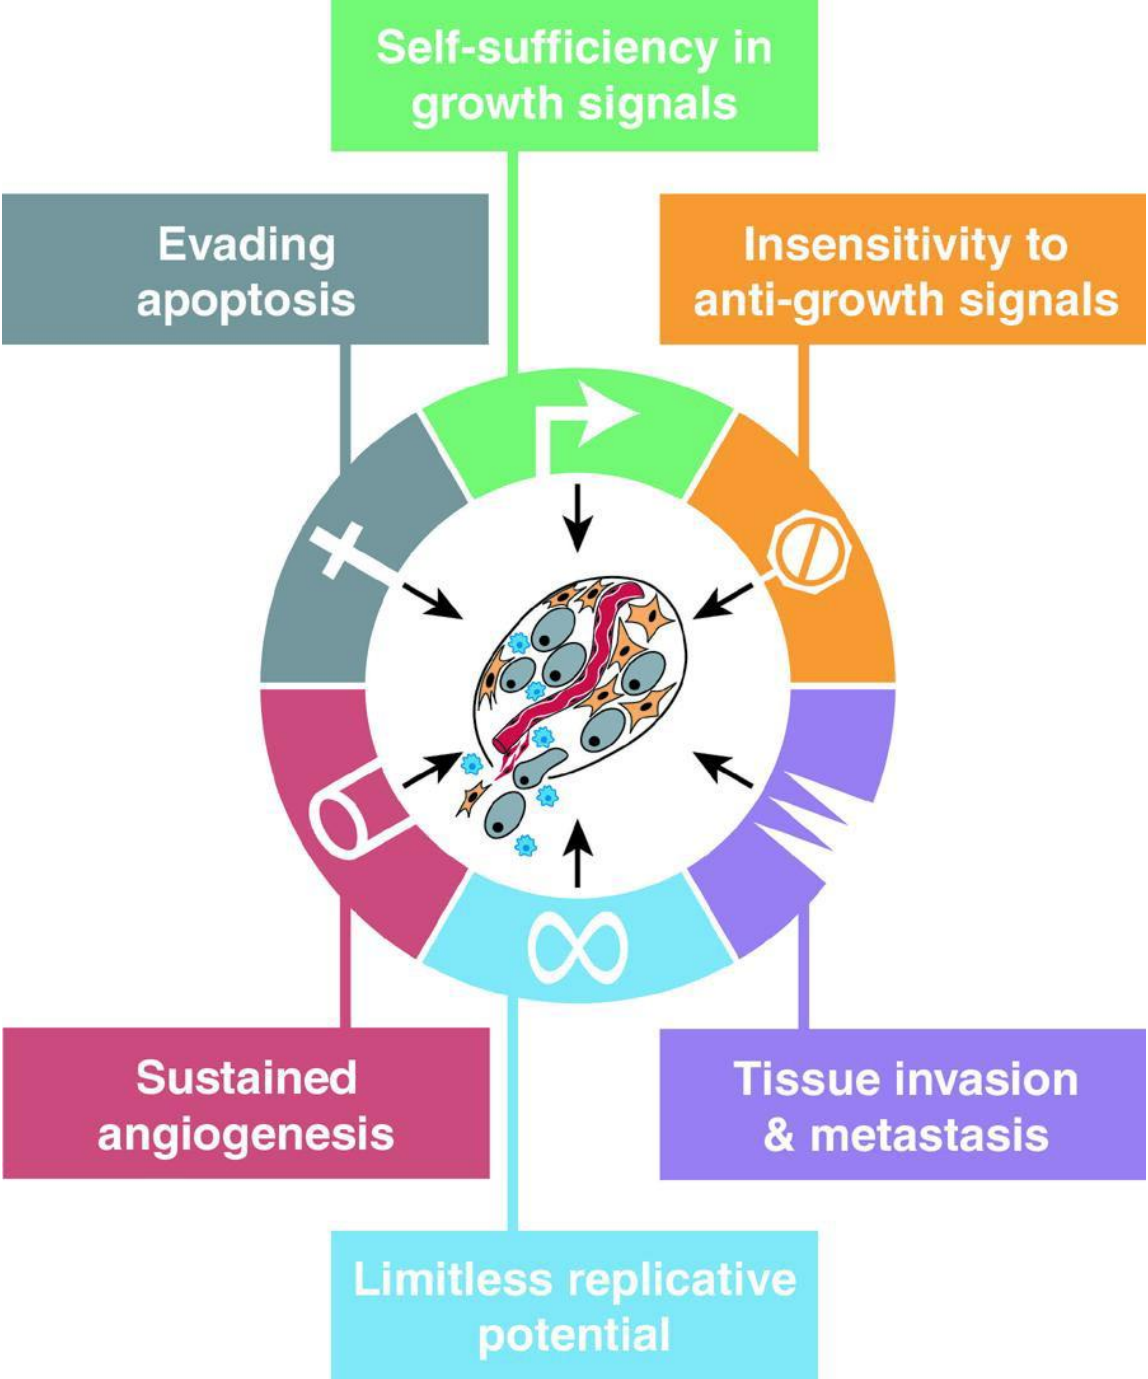 Self-sufficiency in
growth signals
Evading
apoptosis
Insensitivity to
anti-growth signals
Sustained
angiogenesis
Tissue invasion
& metastasis
Limitless replicative
potential